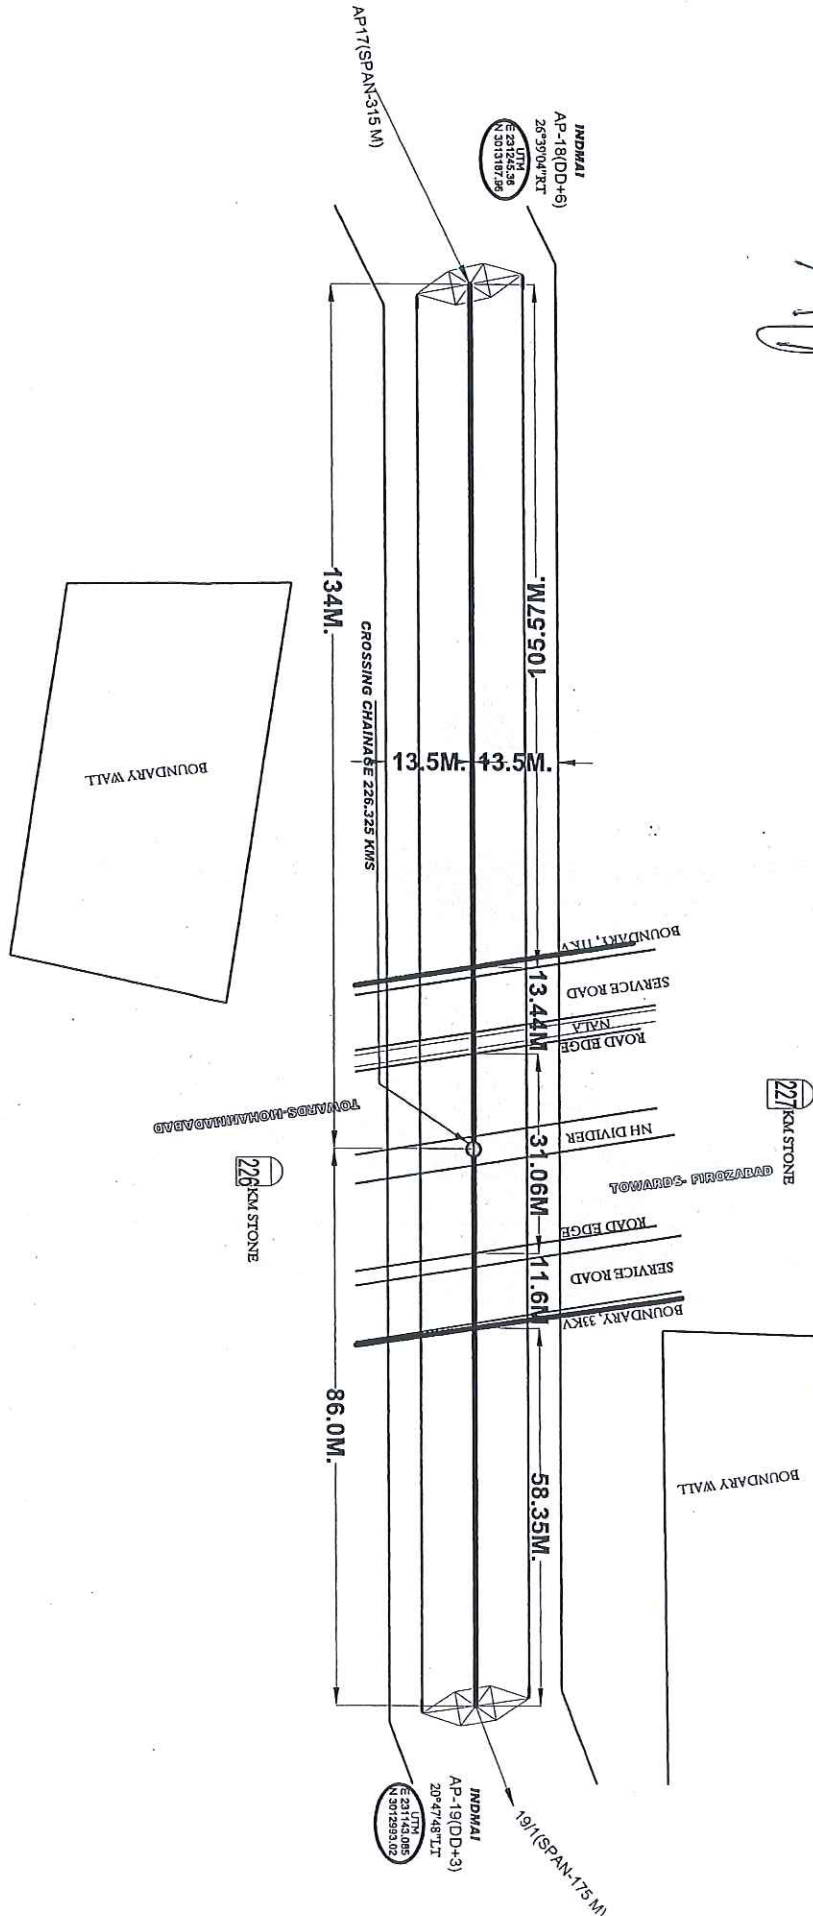 AP17(SPAN-315 M)
INDMAI
AP-18(DD+6)
26°39'04"RT
UTM
E 231245.36
N 3013187.96
134M.
105.57M.
CROSSING CHAINAGE 226.325 KMS
13.5M.
13.5M.
BOUNDARY WALL
BOUNDARY, 11KV
SERVICE ROAD
13.44M
NALA
ROAD EDGE
TOWARDS-MOHAMMADABAD
NH DIVIDER
31.06M
227 KM STONE
226 KM STONE
TOWARDS- FIROZABAD
ROAD EDGE
SERVICE ROAD
11.6M
BOUNDARY, 33KV
86.0M.
58.35M.
BOUNDARY WALL
INDMAI
AP-19(DD+3)
20°47'48"LT
UTM
E 231143.085
N 3012993.02
19/1(SPAN-175 M)